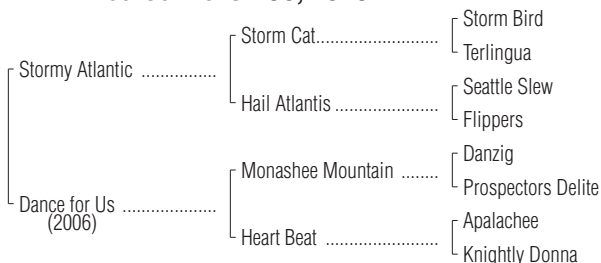 Storm Bird
Storm Cat..........................
Terlingua
Stormy Atlantic ................
Seattle Slew
Hail Atlantis ......................
Flippers
Danzig
Monashee Mountain ........
Prospectors Delite
Dance for Us ....................
(2006)
Apalachee
Heart Beat ........................
Knightly Donna